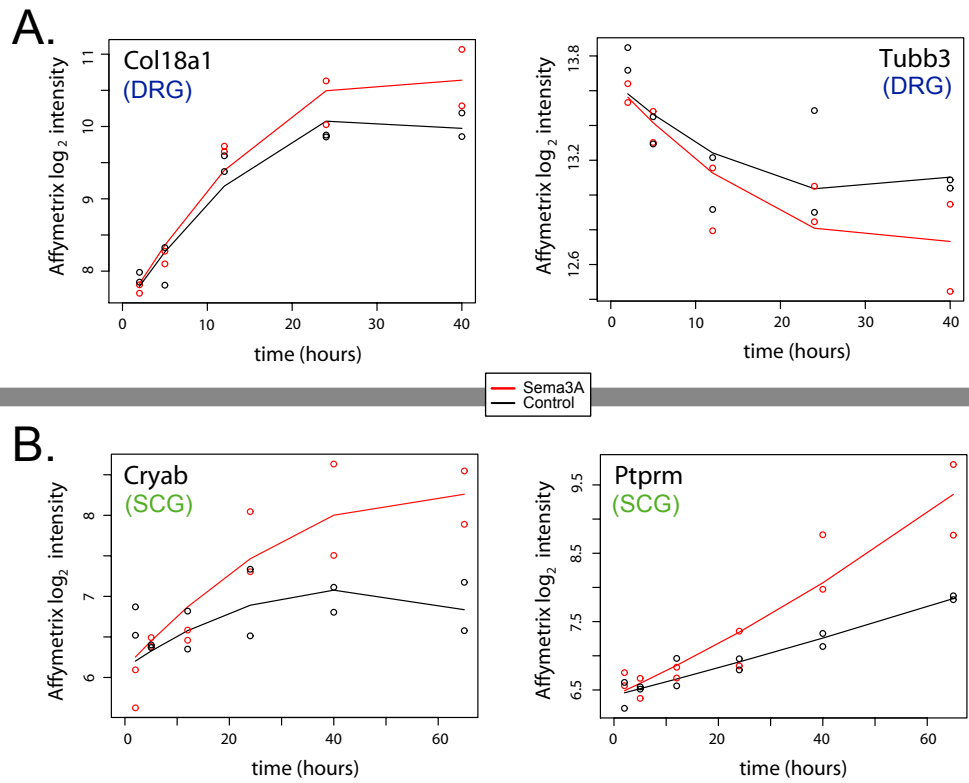 A.
Col18a1
(DRG)
Affymetrix log2 intensity
8
9
10
11
0 10 20 30 40
time (hours)
Tubb3
(DRG)
Affymetrix log2 intensity
12.6
13.2
13.8
0 10 20 30 40
time (hours)
Sema3A
Control
B.
Cryab
(SCG)
Affymetrix log2 intensity
6
7
8
0 20 40 60
time (hours)
Ptprm
(SCG)
Affymetrix log2 intensity
6.5
7.5
8.5
9.5
0 20 40 60
time (hours)